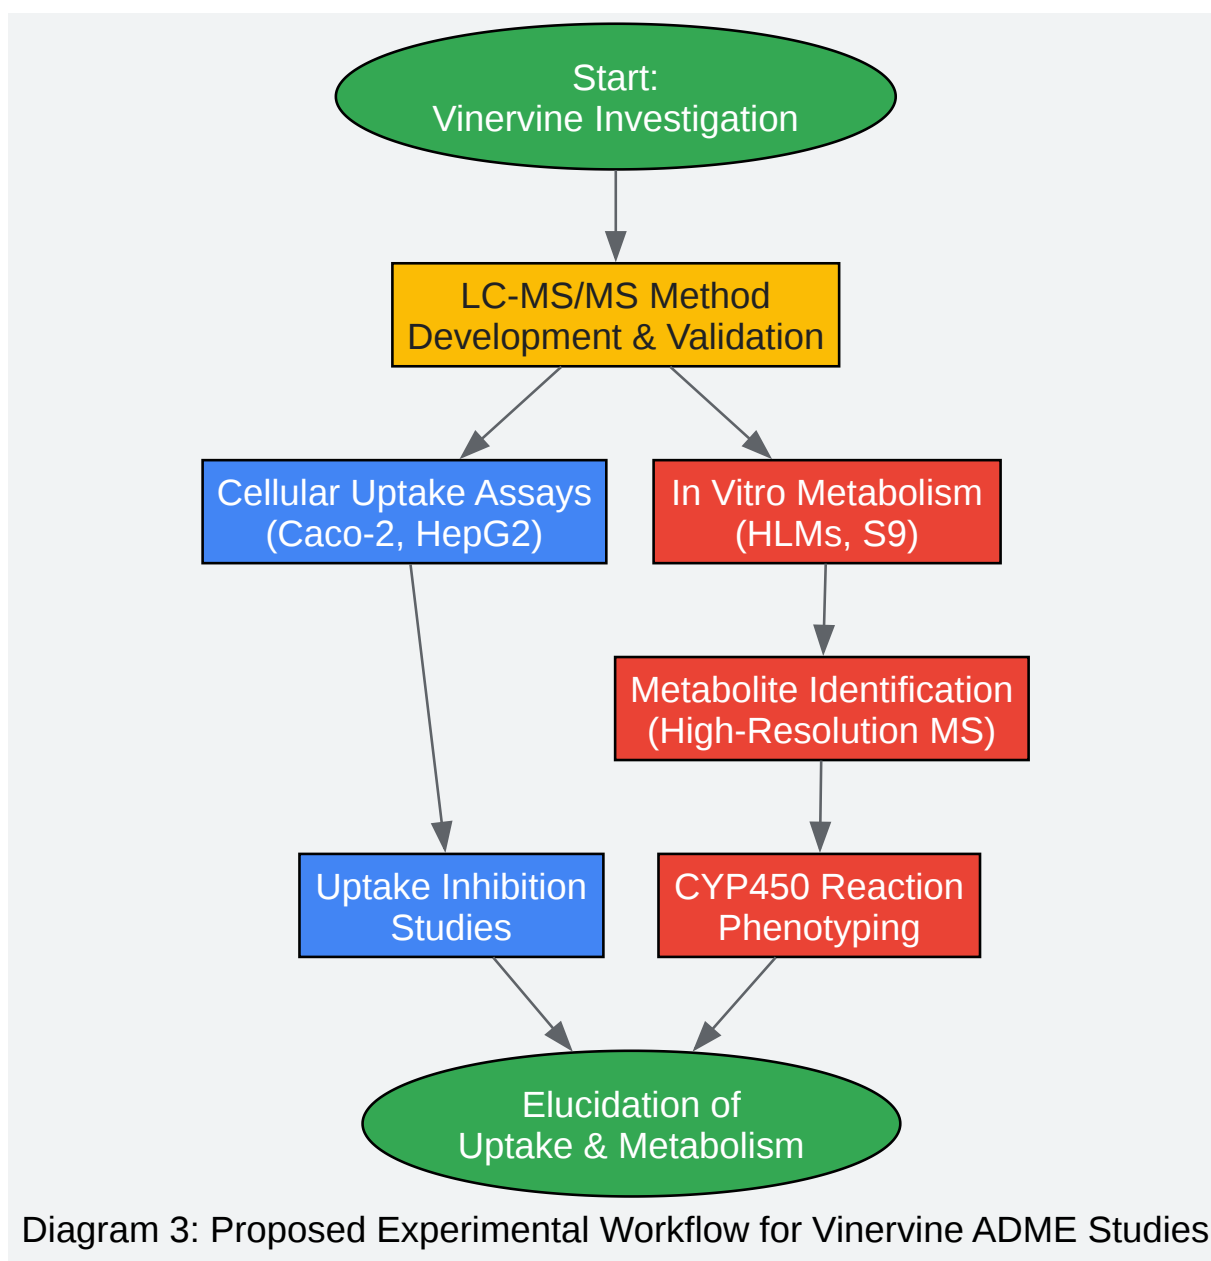 Start:
Vinervine Investigation
LC-MS/MS Method
Development & Validation
Cellular Uptake Assays
(Caco-2, HepG2)
In Vitro Metabolism
(HLMs, S9)
Metabolite Identification
(High-Resolution MS)
Uptake Inhibition
Studies
CYP450 Reaction
Phenotyping
Elucidation of
Uptake & Metabolism
Diagram 3: Proposed Experimental Workflow for Vinervine ADME Studies